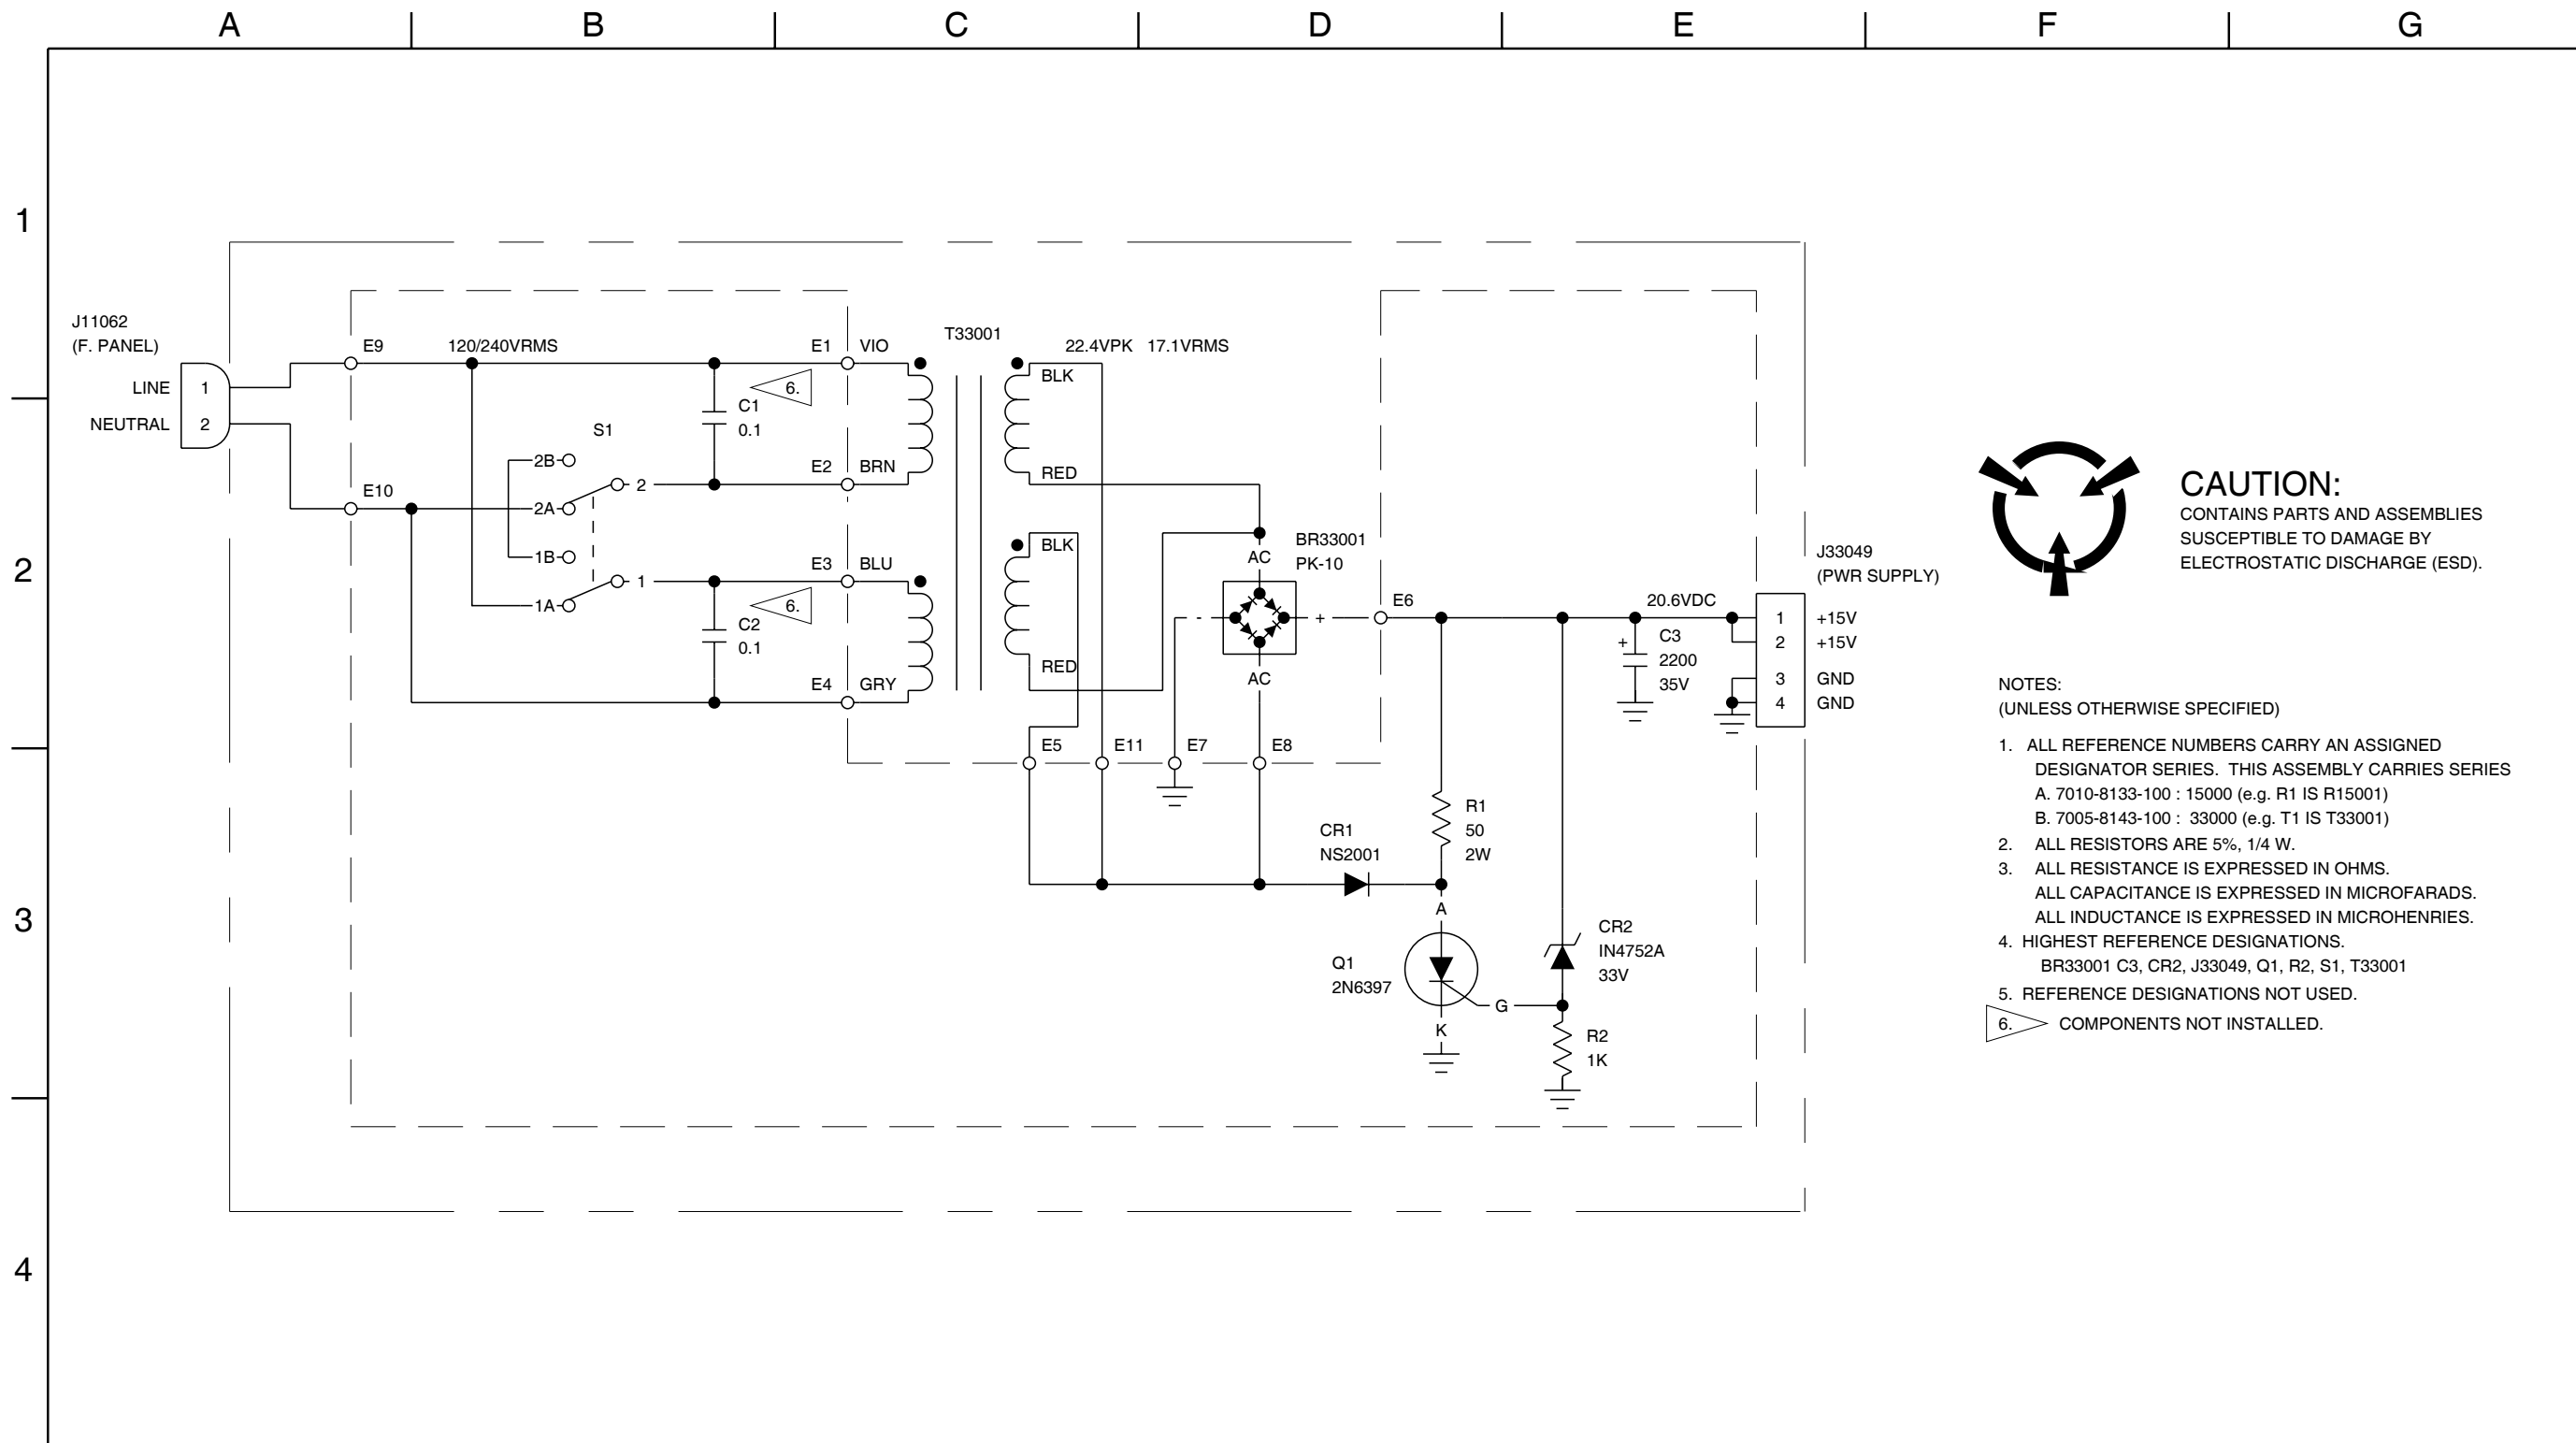 A B C D E F G
1
2
3
4
J11062
(F. PANEL)
LINE 1
NEUTRAL 2
E9
120/240VRMS
E10
S1
2B
2A
2
1B
1A
1
6.
C1
0.1
6.
C2
0.1
E1 VIO
E2 BRN
E3 BLU
E4 GRY
T33001
22.4VPK 17.1VRMS
BLK
RED
BLK
RED
E5
E11
E7
E8
AC
BR33001
PK-10
- +
AC
E6
20.6VDC
+
C3
2200
35V
J33049
(PWR SUPPLY)
1 +15V
2 +15V
3 GND
4 GND
R1
50
2W
CR1
NS2001
A
Q1
2N6397
G
K
CR2
IN4752A
33V
R2
1K
CAUTION:
CONTAINS PARTS AND ASSEMBLIES
SUSCEPTIBLE TO DAMAGE BY
ELECTROSTATIC DISCHARGE (ESD).
NOTES:
(UNLESS OTHERWISE SPECIFIED)
1. ALL REFERENCE NUMBERS CARRY AN ASSIGNED
DESIGNATOR SERIES. THIS ASSEMBLY CARRIES SERIES
A. 7010-8133-100 : 15000 (e.g. R1 IS R15001)
B. 7005-8143-100 : 33000 (e.g. T1 IS T33001)
2. ALL RESISTORS ARE 5%, 1/4 W.
3. ALL RESISTANCE IS EXPRESSED IN OHMS.
ALL CAPACITANCE IS EXPRESSED IN MICROFARADS.
ALL INDUCTANCE IS EXPRESSED IN MICROHENRIES.
4. HIGHEST REFERENCE DESIGNATIONS.
BR33001 C3, CR2, J33049, Q1, R2, S1, T33001
5. REFERENCE DESIGNATIONS NOT USED.
6. COMPONENTS NOT INSTALLED.